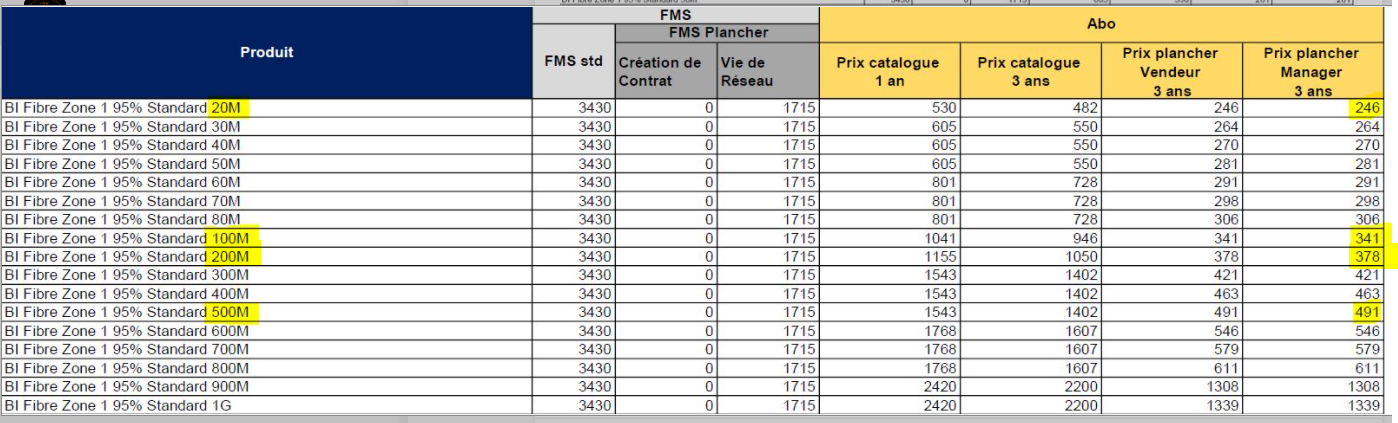 FMS
Abo
FMS Plancher
Produit
FMS std
Création de Contrat
Vie de Réseau
Prix catalogue 1 an
Prix catalogue 3 ans
Prix plancher Vendeur 3 ans
Prix plancher Manager 3 ans
BI Fibre Zone 1 95% Standard 20M 3430 0 1715 530 482 246 246
BI Fibre Zone 1 95% Standard 30M 3430 0 1715 605 550 264 264
BI Fibre Zone 1 95% Standard 40M 3430 0 1715 605 550 270 270
BI Fibre Zone 1 95% Standard 50M 3430 0 1715 605 550 281 281
BI Fibre Zone 1 95% Standard 60M 3430 0 1715 801 728 291 291
BI Fibre Zone 1 95% Standard 70M 3430 0 1715 801 728 298 298
BI Fibre Zone 1 95% Standard 80M 3430 0 1715 801 728 306 306
BI Fibre Zone 1 95% Standard 100M 3430 0 1715 1041 946 341 341
BI Fibre Zone 1 95% Standard 200M 3430 0 1715 1155 1050 378 378
BI Fibre Zone 1 95% Standard 300M 3430 0 1715 1543 1402 421 421
BI Fibre Zone 1 95% Standard 400M 3430 0 1715 1543 1402 463 463
BI Fibre Zone 1 95% Standard 500M 3430 0 1715 1543 1402 491 491
BI Fibre Zone 1 95% Standard 600M 3430 0 1715 1768 1607 546 546
BI Fibre Zone 1 95% Standard 700M 3430 0 1715 1768 1607 579 579
BI Fibre Zone 1 95% Standard 800M 3430 0 1715 1768 1607 611 611
BI Fibre Zone 1 95% Standard 900M 3430 0 1715 2420 2200 1308 1308
BI Fibre Zone 1 95% Standard 1G 3430 0 1715 2420 2200 1339 1339